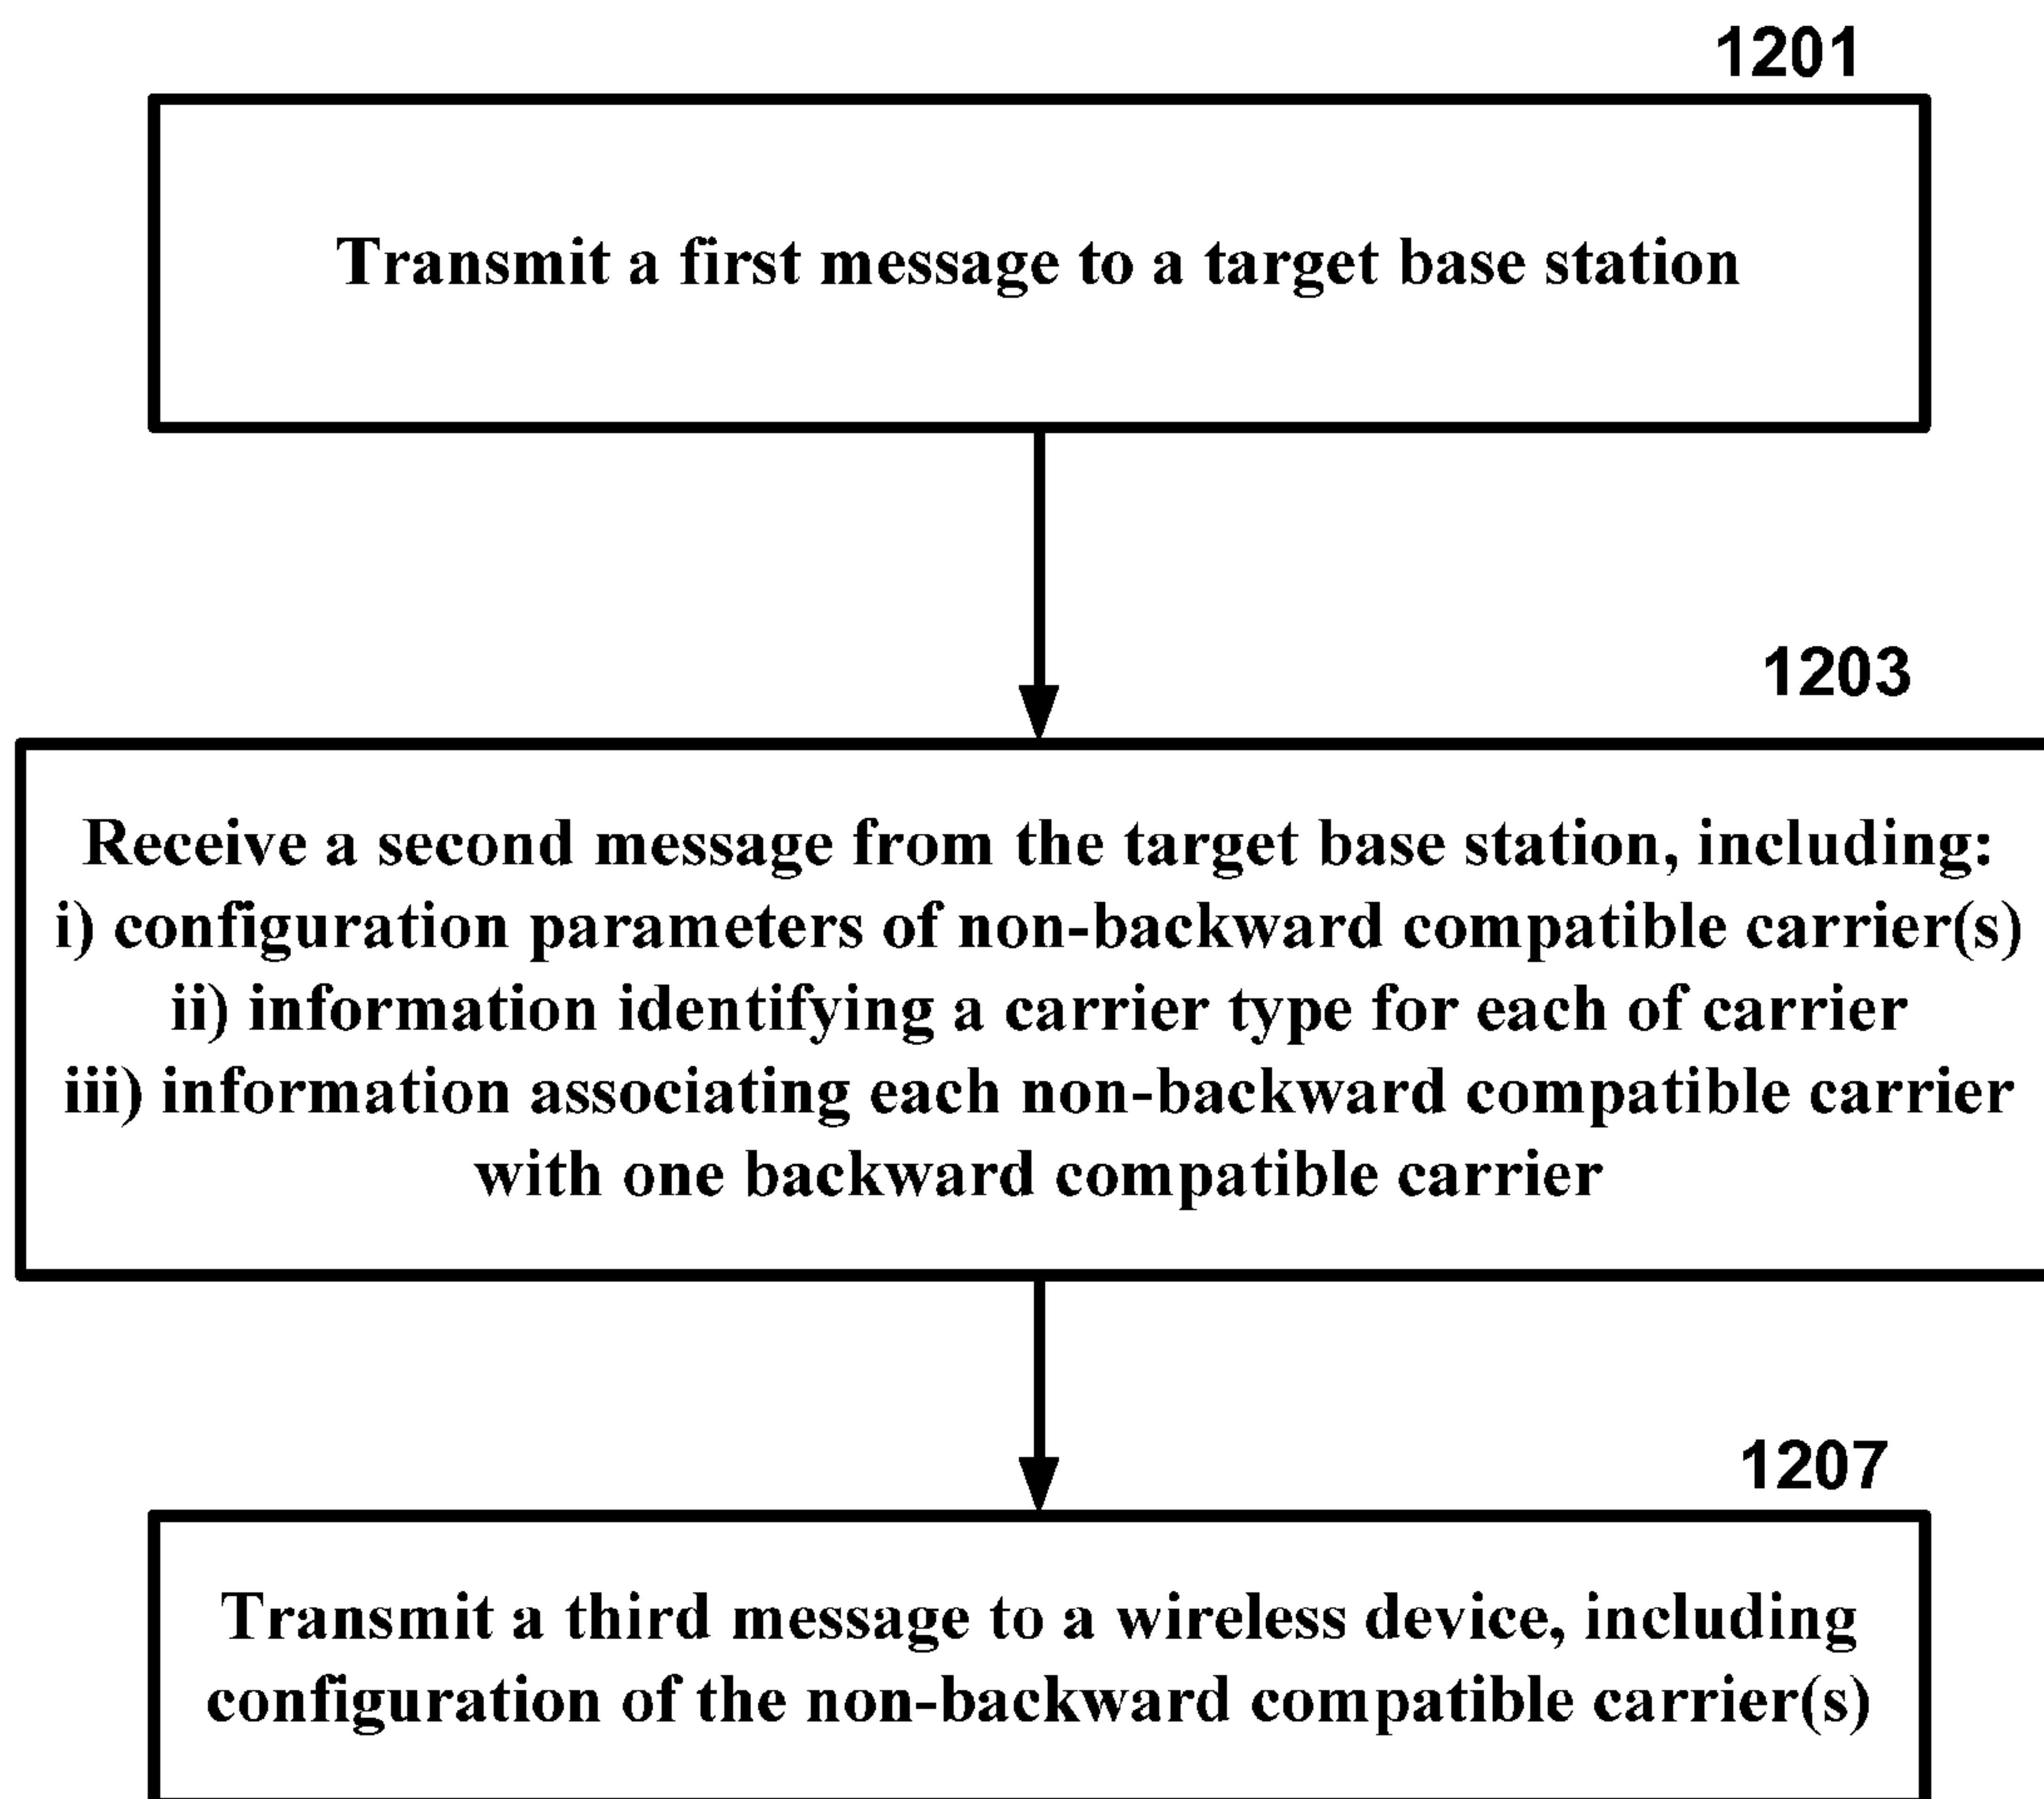 1201
Transmit a first message to a target base station
1203
Receive a second message from the target base station, including:
i) configuration parameters of non-backward compatible carrier(s)
ii) information identifying a carrier type for each of carrier
iii) information associating each non-backward compatible carrier
with one backward compatible carrier
1207
Transmit a third message to a wireless device, including
configuration of the non-backward compatible carrier(s)